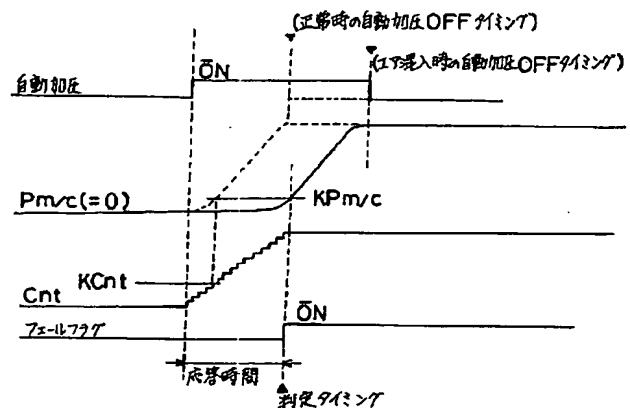 (正常時の自動加圧OFFタイミング)
(エア混入時の自動加圧OFFタイミング)
ON
自動加圧
Pm/c(=0)
KPm/c
KCnt
Cnt
ON
フェールフラグ
応答時間
判定タイミング